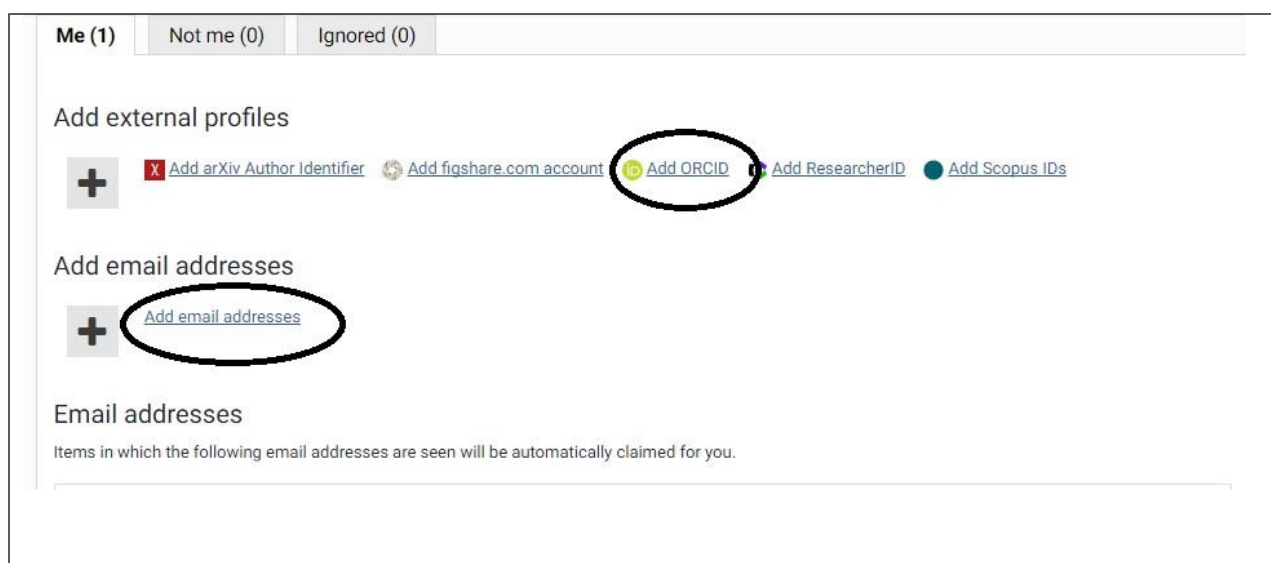 Me (1) Not me (0) Ignored (0)
Add external profiles
Add arXiv Author Identifier Add figshare.com account Add ORCID Add ResearcherID Add Scopus IDs
Add email addresses
Add email addresses
Email addresses
Items in which the following email addresses are seen will be automatically claimed for you.